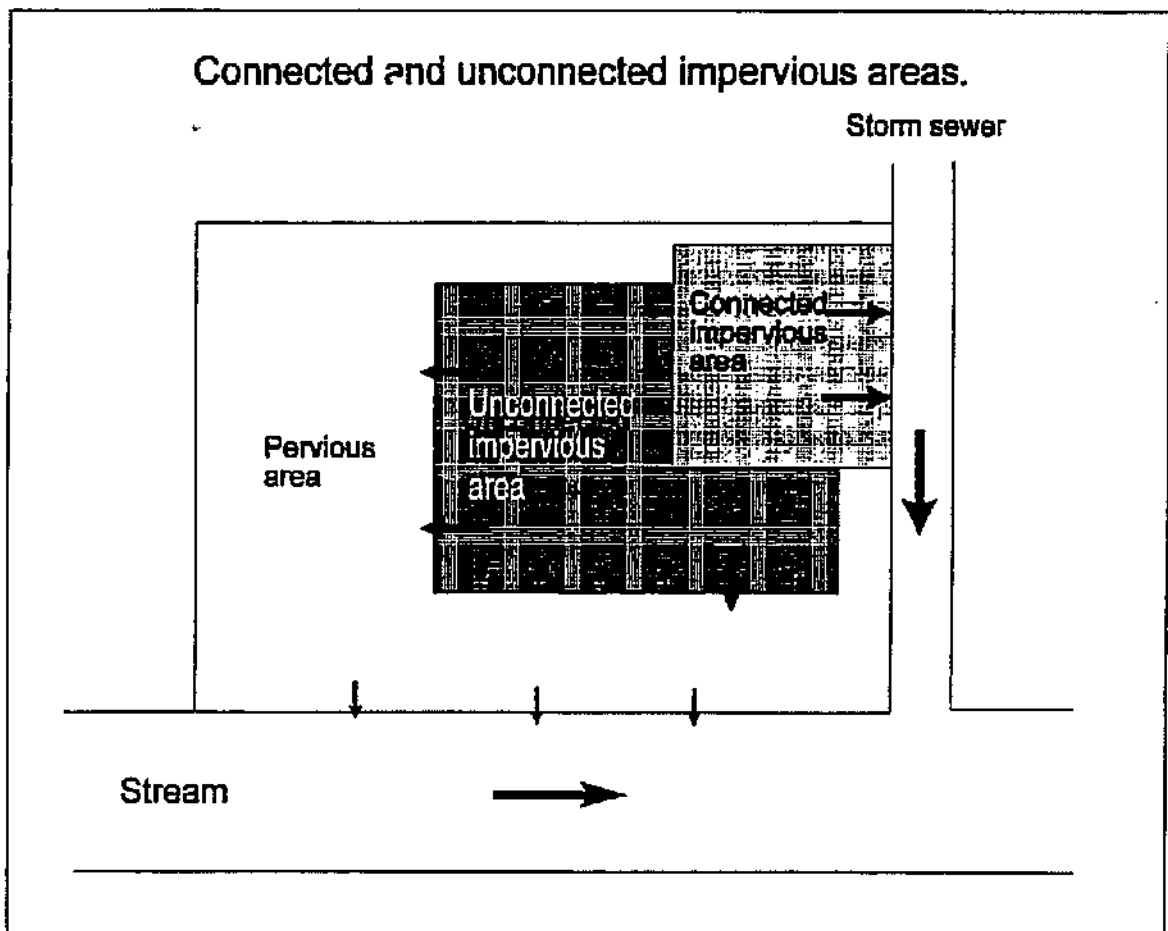 Connected and unconnected impervious areas.
Storm sewer
Connected
impervious
area
Unconnected
impervious
area
Pervious
area
Stream